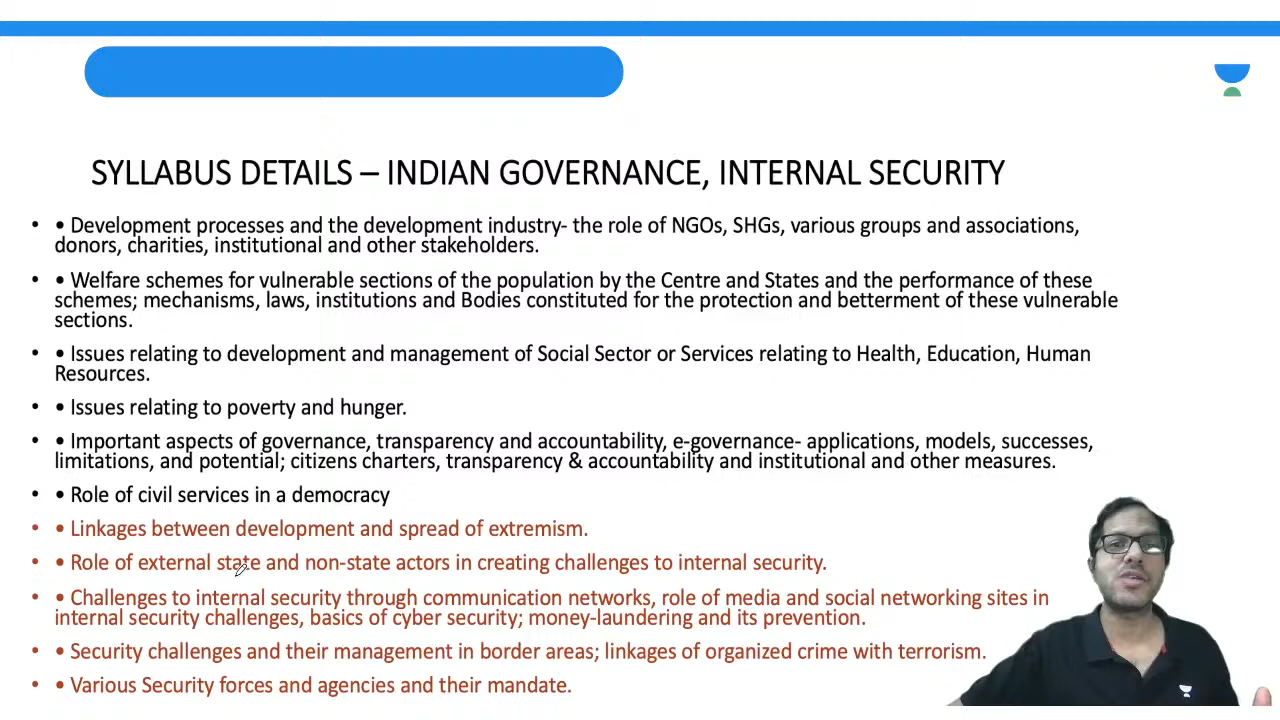 SYLLABUS DETAILS – INDIAN GOVERNANCE, INTERNAL SECURITY
• • Development processes and the development industry- the role of NGOs, SHGs, various groups and associations,
donors, charities, institutional and other stakeholders.
• • Welfare schemes for vulnerable sections of the population by the Centre and States and the performance of these
schemes; mechanisms, laws, institutions and Bodies constituted for the protection and betterment of these vulnerable
sections.
• • Issues relating to development and management of Social Sector or Services relating to Health, Education, Human
Resources.
• • Issues relating to poverty and hunger.
• • Important aspects of governance, transparency and accountability, e-governance- applications, models, successes,
limitations, and potential; citizens charters, transparency & accountability and institutional and other measures.
• • Role of civil services in a democracy
• • Linkages between development and spread of extremism.
• • Role of external state and non-state actors in creating challenges to internal security.
• • Challenges to internal security through communication networks, role of media and social networking sites in
internal security challenges, basics of cyber security; money-laundering and its prevention.
• • Security challenges and their management in border areas; linkages of organized crime with terrorism.
• • Various Security forces and agencies and their mandate.